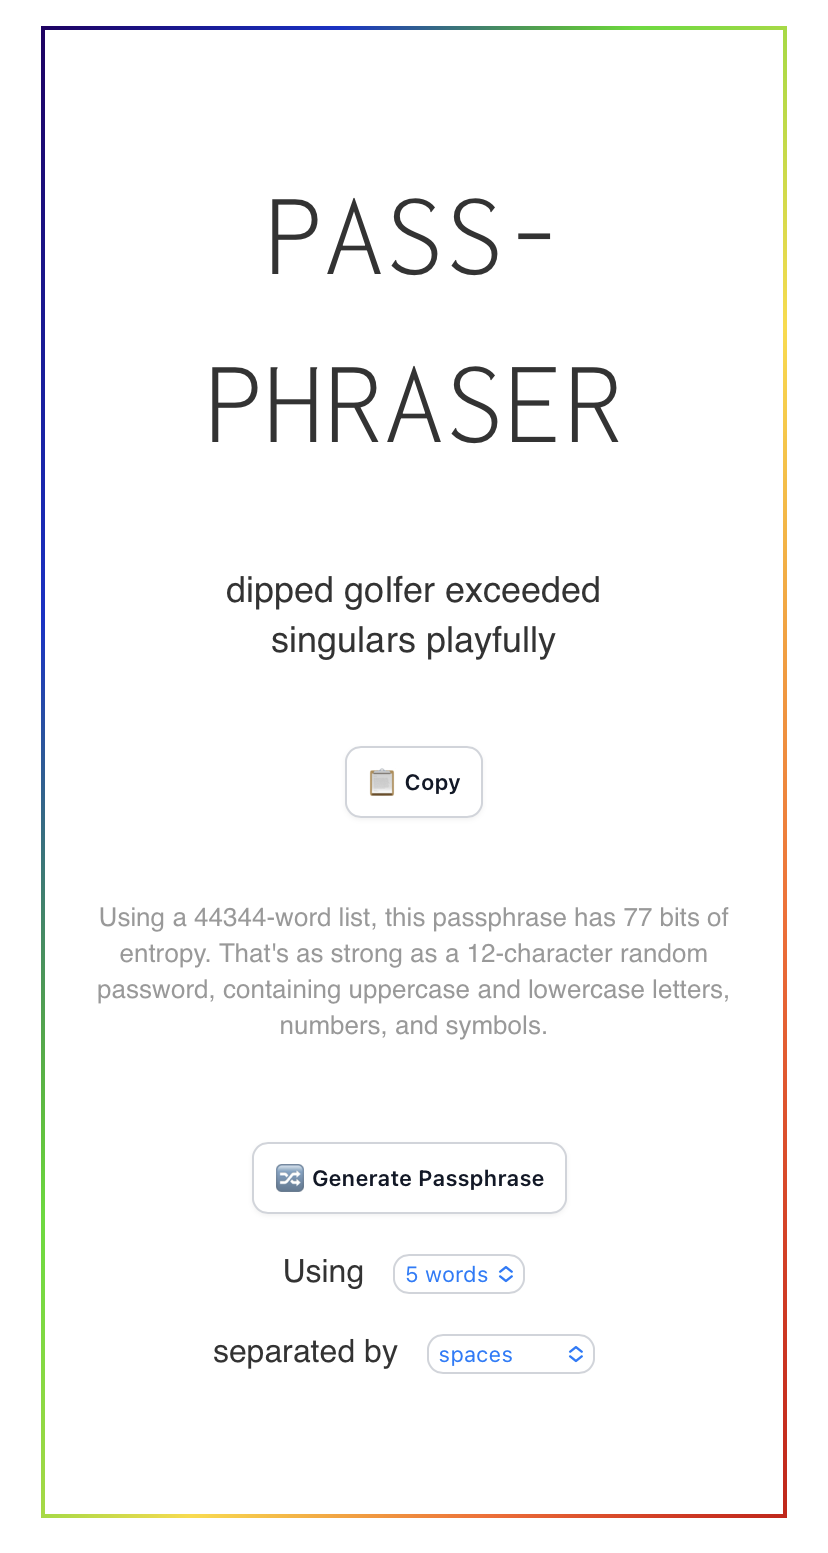 PASS-
PHRASER
dipped golfer exceeded
singulars playfully
Copy
Using a 44344-word list, this passphrase has 77 bits of
entropy. That's as strong as a 12-character random
password, containing uppercase and lowercase letters,
numbers, and symbols.
Generate Passphrase
Using 5 words
separated by spaces